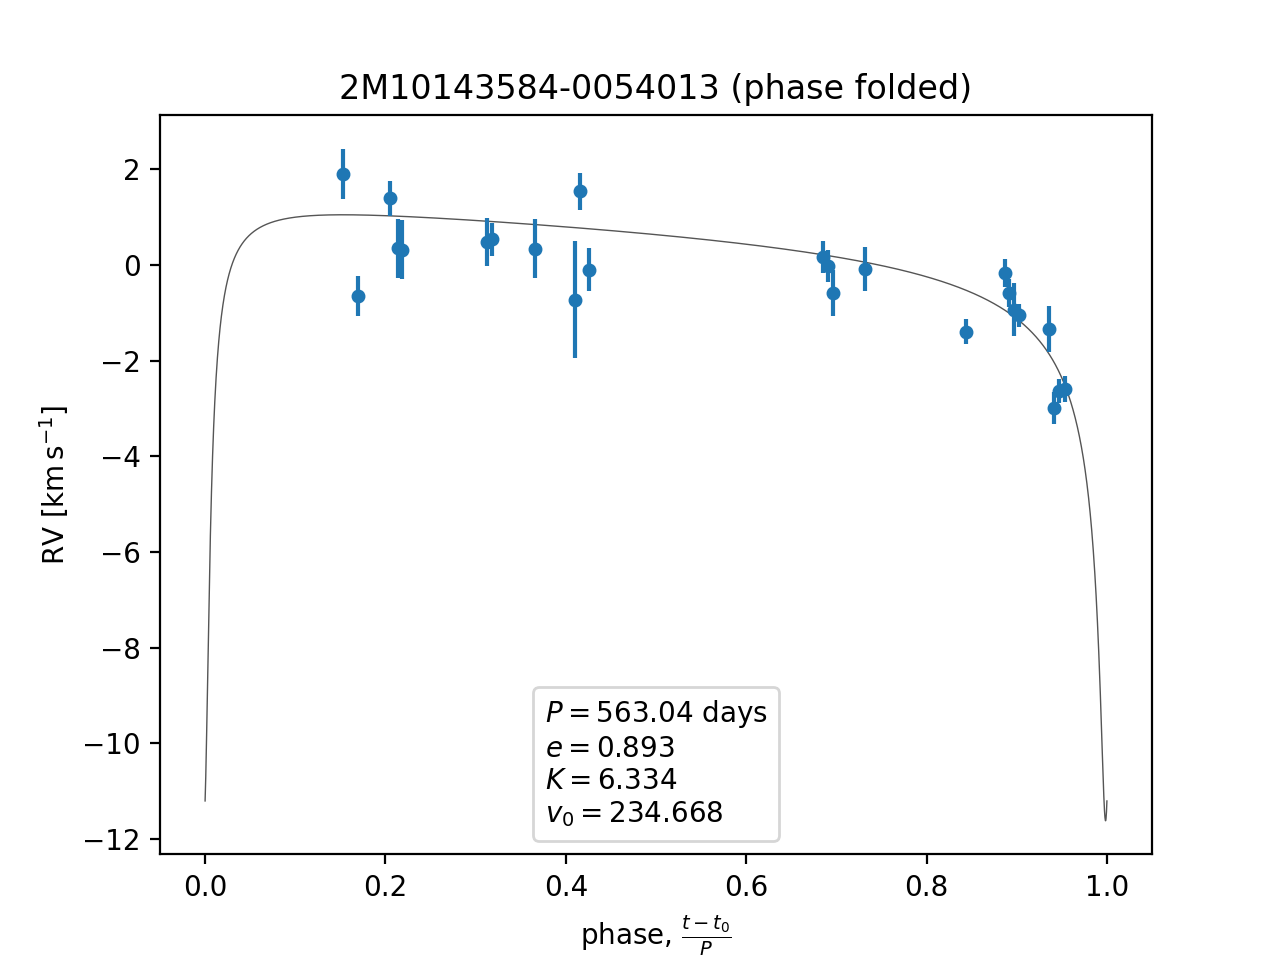 2M10143584-0054013 (phase folded)
RV [km s⁻¹]
2
0
−2
−4
−6
−8
−10
−12
P = 563.04 days
e = 0.893
K = 6.334
v₀ = 234.668
0.0 0.2 0.4 0.6 0.8 1.0
phase, (t − t₀)/P